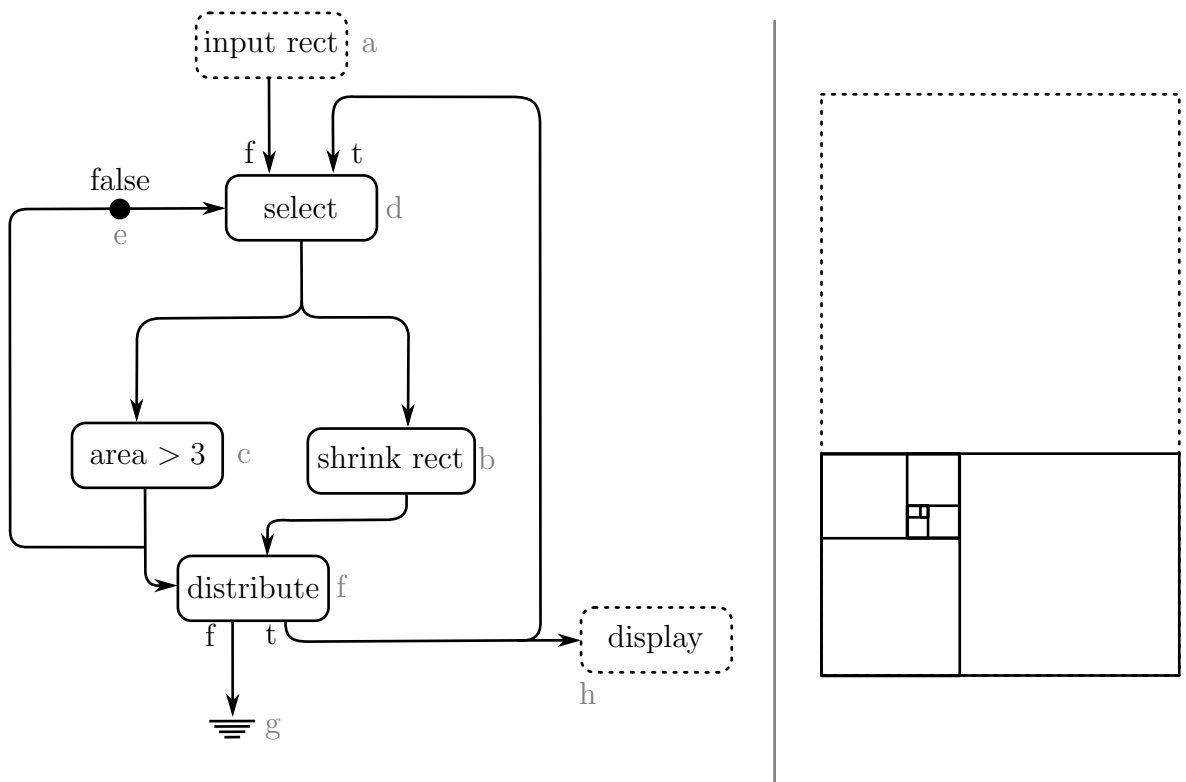 input rect a
f t
false
select d
e
area > 3 c
shrink rect b
distribute f
f t
display
h
g